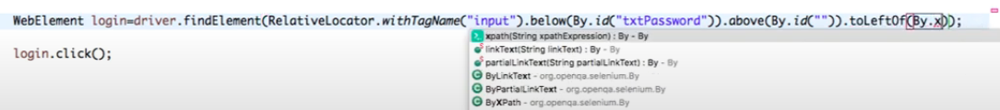 WebElement login=driver.findElement(RelativeLocator.withTagName("input").below(By.id("txtPassword")).above(By.id("")).toLeftOf(By.x));
xpath(String xpathExpression) : By - By
linkText(String linkText) : By - By
partialLinkText(String partialLinkText) : By - By
ByLinkText - org.openqa.selenium.By
ByPartialLinkText - org.openqa.selenium.By
ByXPath - org.openqa.selenium.By
login.click();